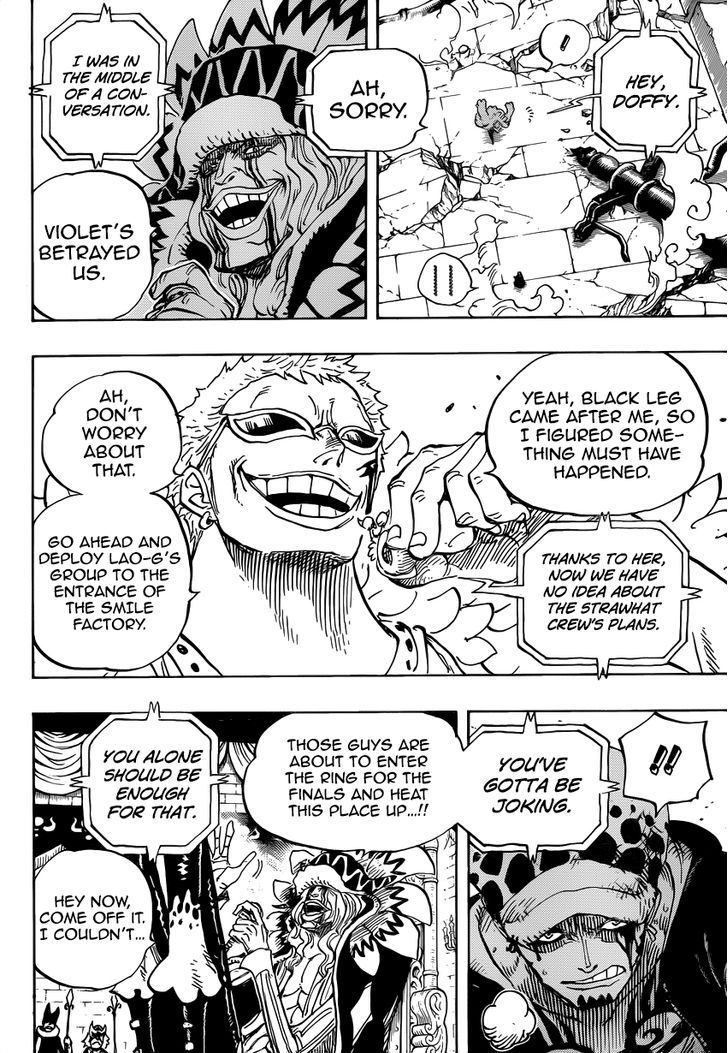 HEY,
DOFFY.
!
!!
AH,
SORRY.
I WAS IN
THE MIDDLE
OF A CON-
VERSATION.
VIOLET'S
BETRAYED
US.
YEAH, BLACK LEG
CAME AFTER ME, SO
I FIGURED SOME-
THING MUST HAVE
HAPPENED.
THANKS TO HER,
NOW WE HAVE
NO IDEA ABOUT
THE STRAWHAT
CREW'S PLANS.
AH,
DON'T
WORRY
ABOUT
THAT.
GO AHEAD AND
DEPLOY LAO-G'S
GROUP TO THE
ENTRANCE OF
THE SMILE
FACTORY.
!!
YOU'VE
GOTTA BE
JOKING.
THOSE GUYS ARE
ABOUT TO ENTER
THE RING FOR THE
FINALS AND HEAT
THIS PLACE UP...!!
YOU ALONE
SHOULD BE
ENOUGH
FOR THAT.
HEY NOW,
COME OFF IT.
I COULDN'T...